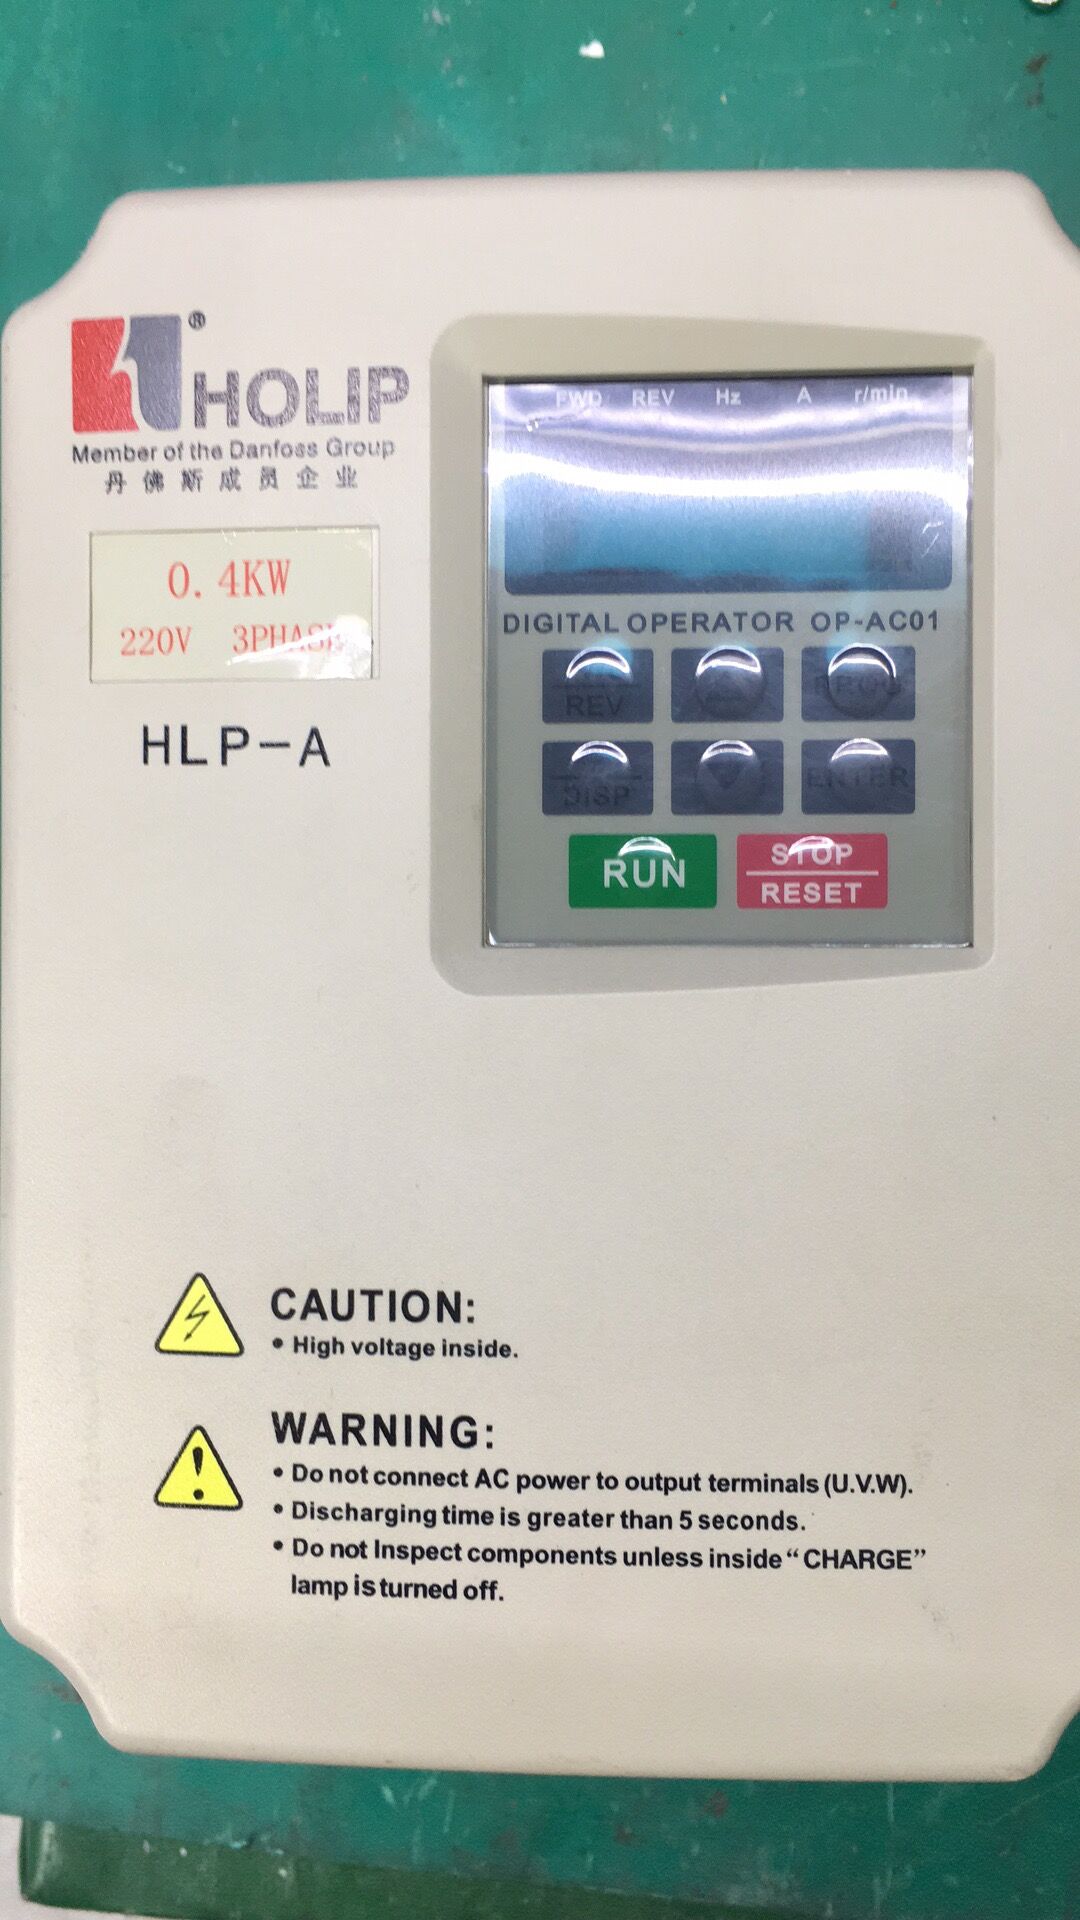 ®
HOLIP
Member of the Danfoss Group
丹佛斯成员企业
0.4KW
220V 3PHASE
HLP-A
FWD REV Hz A r/min
DIGITAL OPERATOR OP-AC01
REV
PROG
DISP
ENTER
RUN
STOP
RESET
CAUTION:
• High voltage inside.
WARNING:
• Do not connect AC power to output terminals (U.V.W).
• Discharging time is greater than 5 seconds.
• Do not Inspect components unless inside “CHARGE”
lamp is turned off.